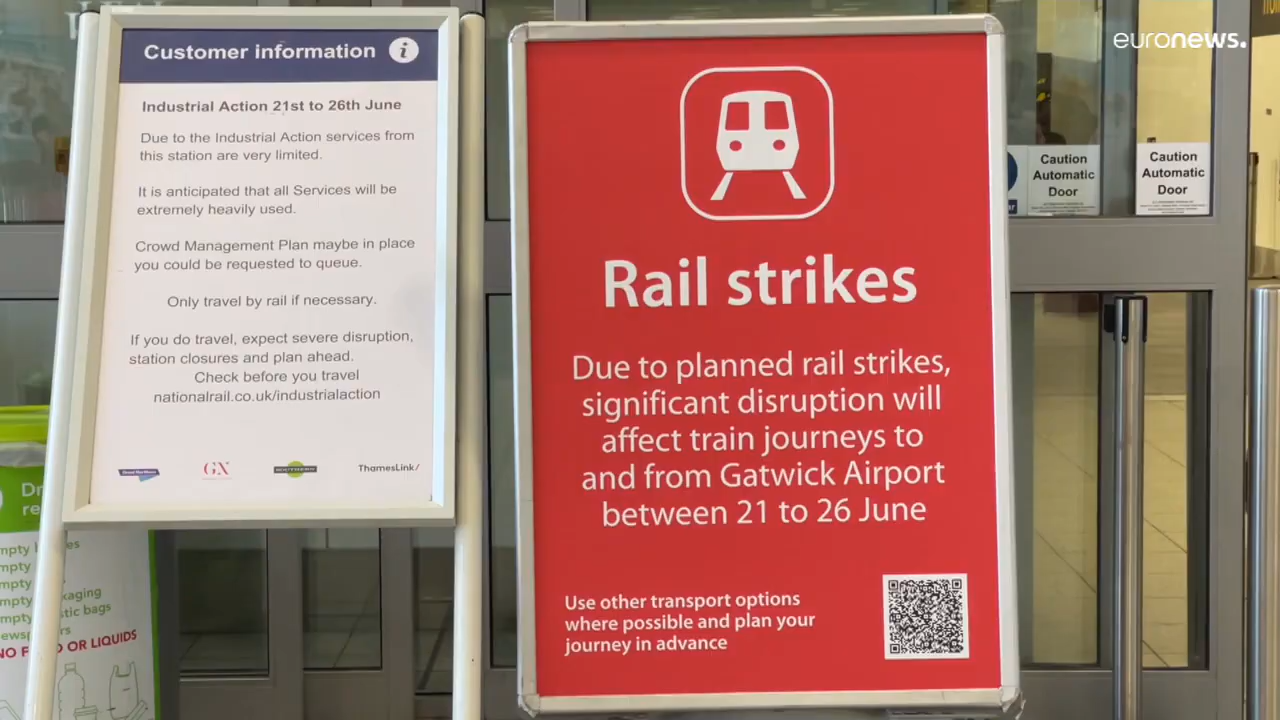 euronews.
Customer information i
Industrial Action 21st to 26th June
Due to the Industrial Action services from
this station are very limited.
It is anticipated that all Services will be
extremely heavily used.
Crowd Management Plan maybe in place
you could be requested to queue.
Only travel by rail if necessary.
If you do travel, expect severe disruption,
station closures and plan ahead.
Check before you travel
nationalrail.co.uk/industrialaction
Great Northern
GX
SOUTHERN
ThamesLink/
Rail strikes
Due to planned rail strikes,
significant disruption will
affect train journeys to
and from Gatwick Airport
between 21 to 26 June
Use other transport options
where possible and plan your
journey in advance
Caution
Automatic
Door
Caution
Automatic
Door
OR LIQUIDS